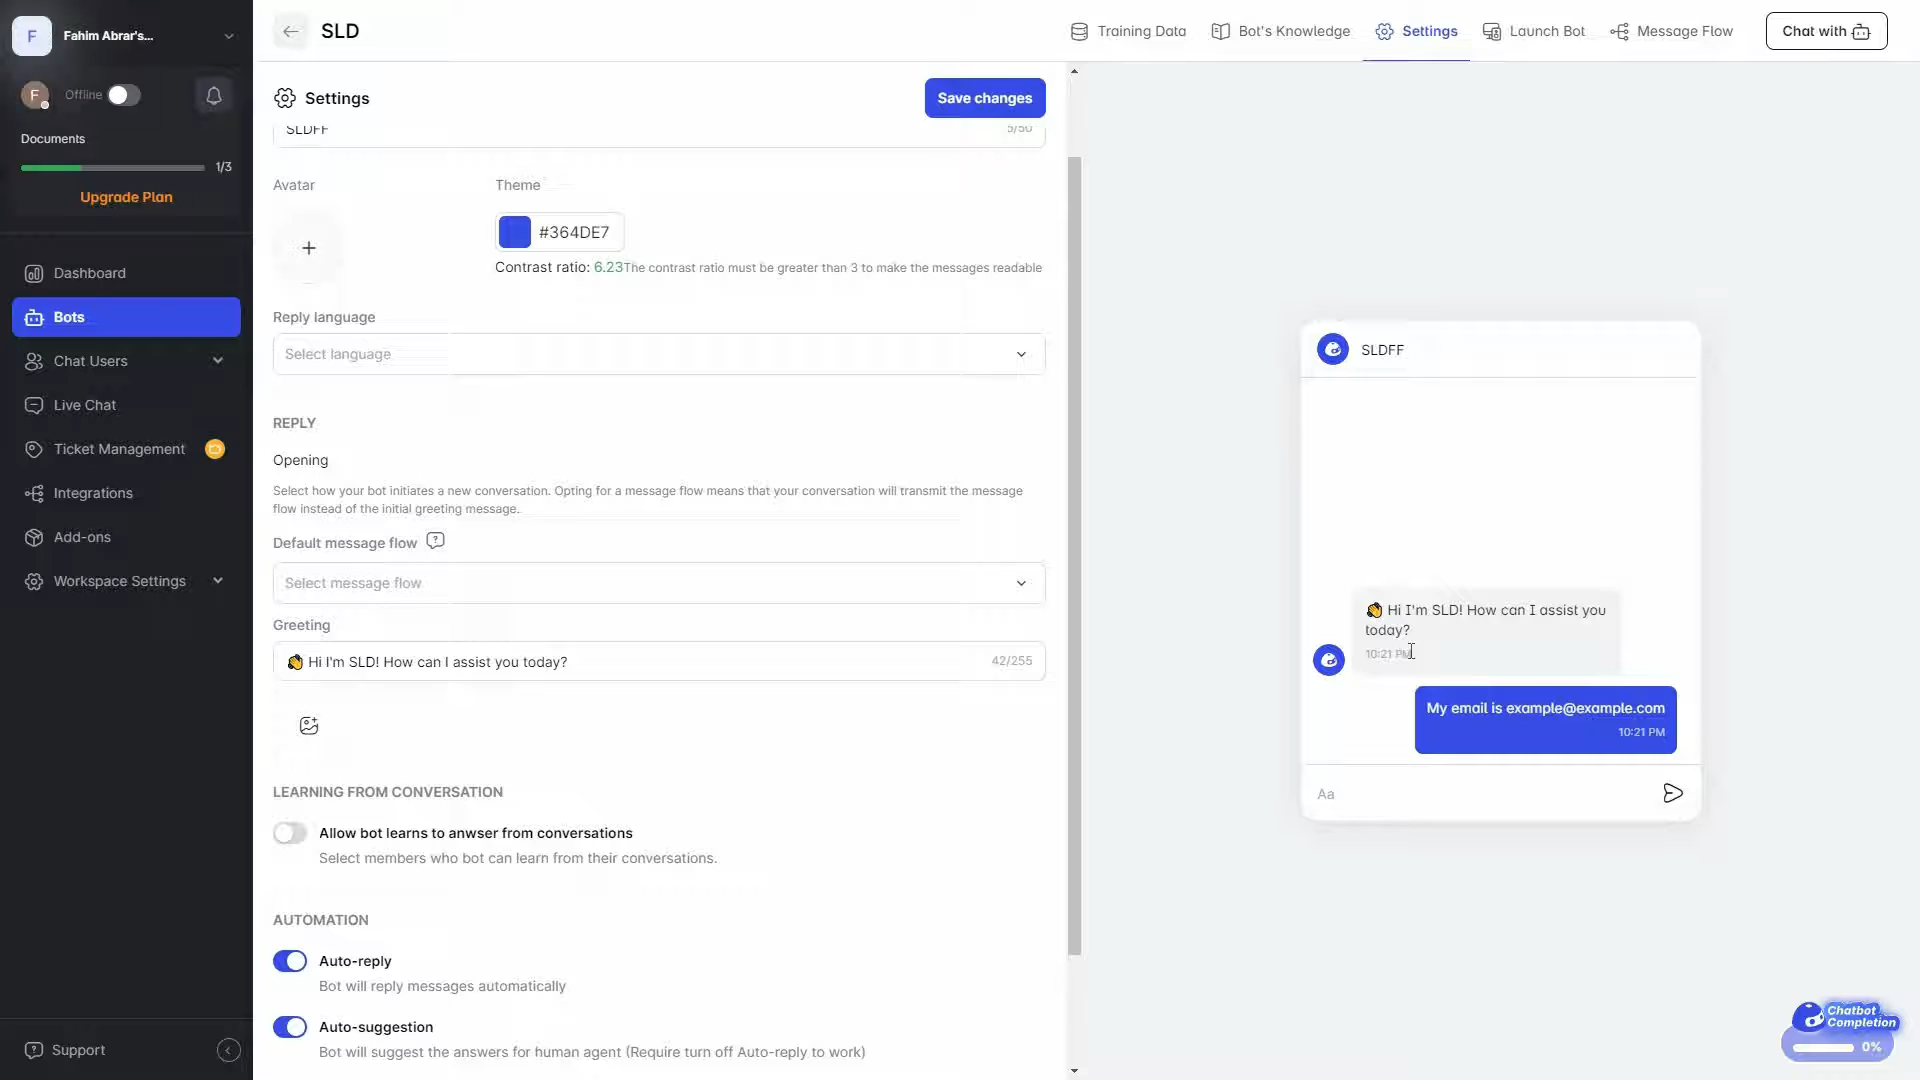 F
Fahim Abrar's...
F
Offline
Documents
1/3
Upgrade Plan
Dashboard
Bots
Chat Users
Live Chat
Ticket Management
Integrations
Add-ons
Workspace Settings
Support
SLD
Training Data
Bot's Knowledge
Settings
Launch Bot
Message Flow
Chat with
Settings
Save changes
SLDFF
5/50
Avatar
Theme
#364DE7
Contrast ratio: 6.23The contrast ratio must be greater than 3 to make the messages readable
Reply language
Select language
REPLY
Opening
Select how your bot initiates a new conversation. Opting for a message flow means that your conversation will transmit the message
flow instead of the initial greeting message.
Default message flow
Select message flow
Greeting
👋 Hi I'm SLD! How can I assist you today?
42/255
LEARNING FROM CONVERSATION
Allow bot learns to anwser from conversations
Select members who bot can learn from their conversations.
AUTOMATION
Auto-reply
Bot will reply messages automatically
Auto-suggestion
Bot will suggest the answers for human agent (Require turn off Auto-reply to work)
SLDFF
👋 Hi I'm SLD! How can I assist you
today?
10:21 PM
My email is example@example.com
10:21 PM
Aa
Chatbot
Completion
0%